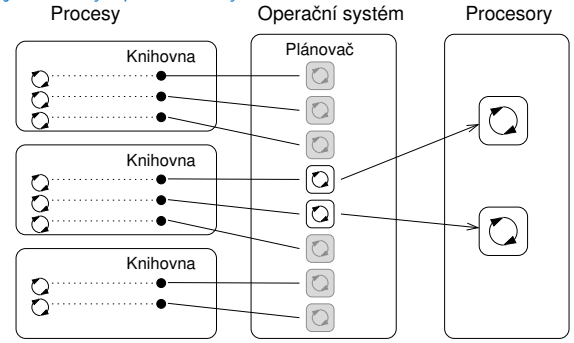 Procesy
Operační systém
Procesory
Knihovna
Plánovač
Knihovna
Knihovna